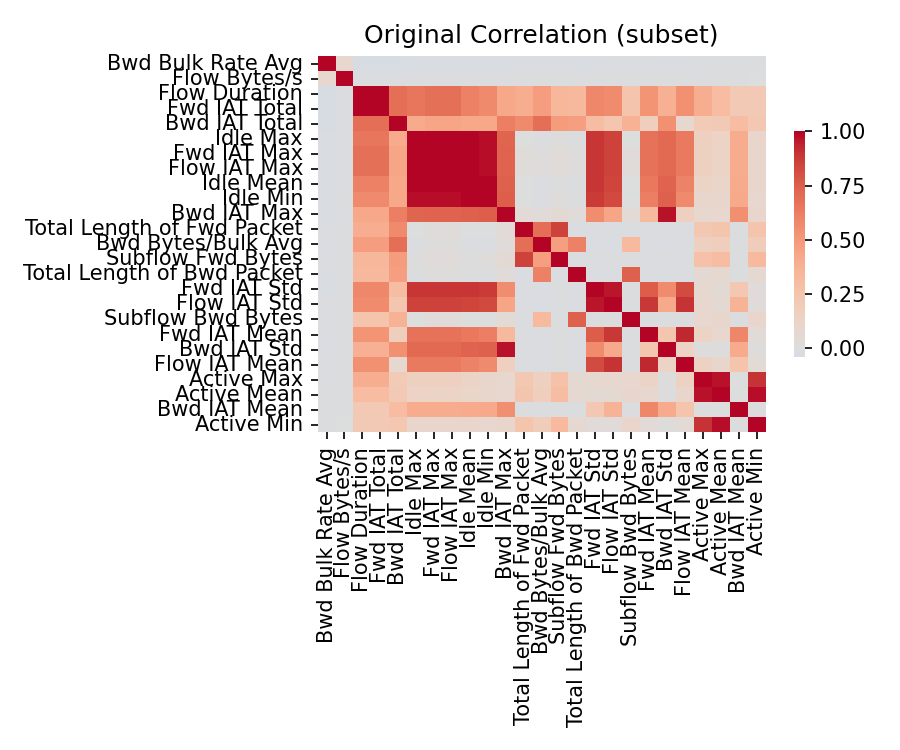 Original Correlation (subset)
Bwd Bulk Rate Avg
Flow Bytes/s
Flow Duration
Fwd IAT Total
Bwd IAT Total
Idle Max
Fwd IAT Max
Flow IAT Max
Idle Mean
Idle Min
Bwd IAT Max
Total Length of Fwd Packet
Bwd Bytes/Bulk Avg
Subflow Fwd Bytes
Total Length of Bwd Packet
Fwd IAT Std
Flow IAT Std
Subflow Bwd Bytes
Fwd IAT Mean
Bwd IAT Std
Flow IAT Mean
Active Max
Active Mean
Bwd IAT Mean
Active Min
1.00
0.75
0.50
0.25
0.00
Bwd Bulk Rate Avg
Flow Bytes/s
Flow Duration
Fwd IAT Total
Bwd IAT Total
Idle Max
Fwd IAT Max
Flow IAT Max
Idle Mean
Idle Min
Bwd IAT Max
Total Length of Fwd Packet
Bwd Bytes/Bulk Avg
Subflow Fwd Bytes
Total Length of Bwd Packet
Fwd IAT Std
Flow IAT Std
Subflow Bwd Bytes
Fwd IAT Mean
Bwd IAT Std
Flow IAT Mean
Active Max
Active Mean
Bwd IAT Mean
Active Min